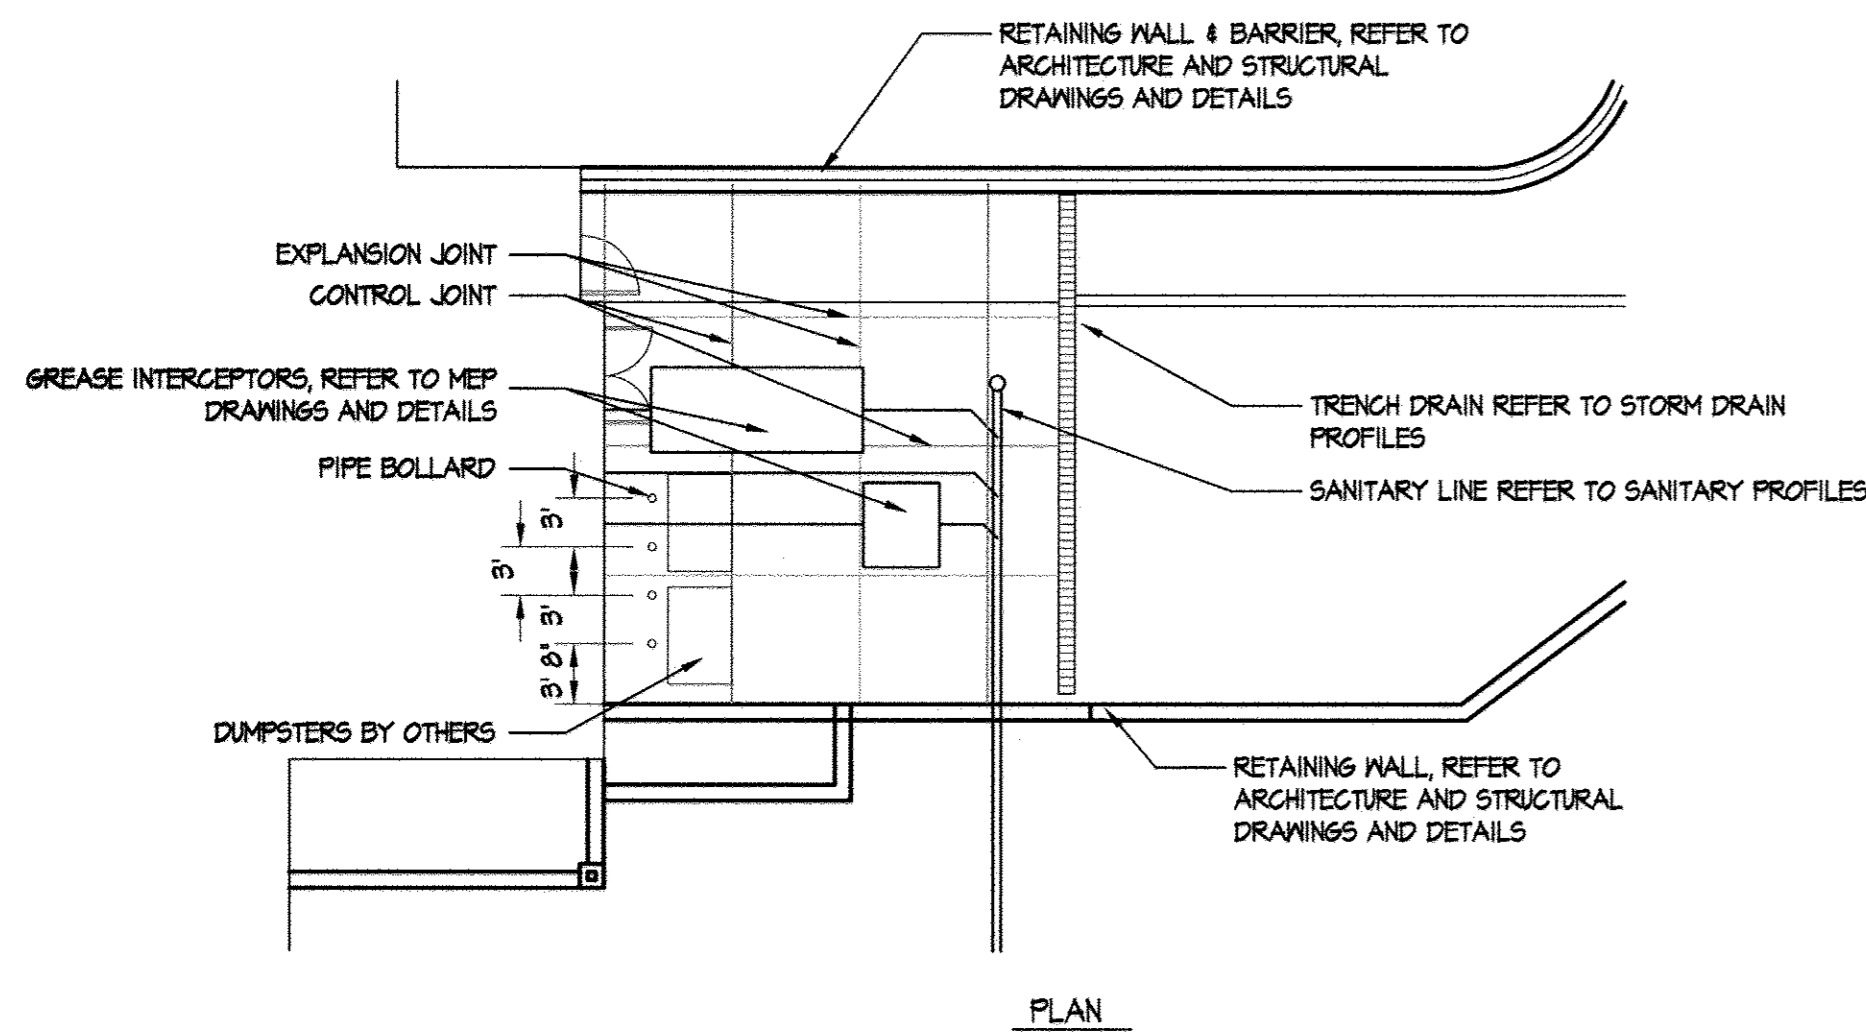 RETAINING WALL & BARRIER, REFER TO
ARCHITECTURE AND STRUCTURAL
DRAWINGS AND DETAILS
EXPLANSION JOINT
CONTROL JOINT
GREASE INTERCEPTORS, REFER TO MEP
DRAWINGS AND DETAILS
PIPE BOLLARD
TRENCH DRAIN REFER TO STORM DRAIN
PROFILES
SANITARY LINE REFER TO SANITARY PROFILES
3'
3'
3'
3' 8"
DUMPSTERS BY OTHERS
RETAINING WALL, REFER TO
ARCHITECTURE AND STRUCTURAL
DRAWINGS AND DETAILS
PLAN